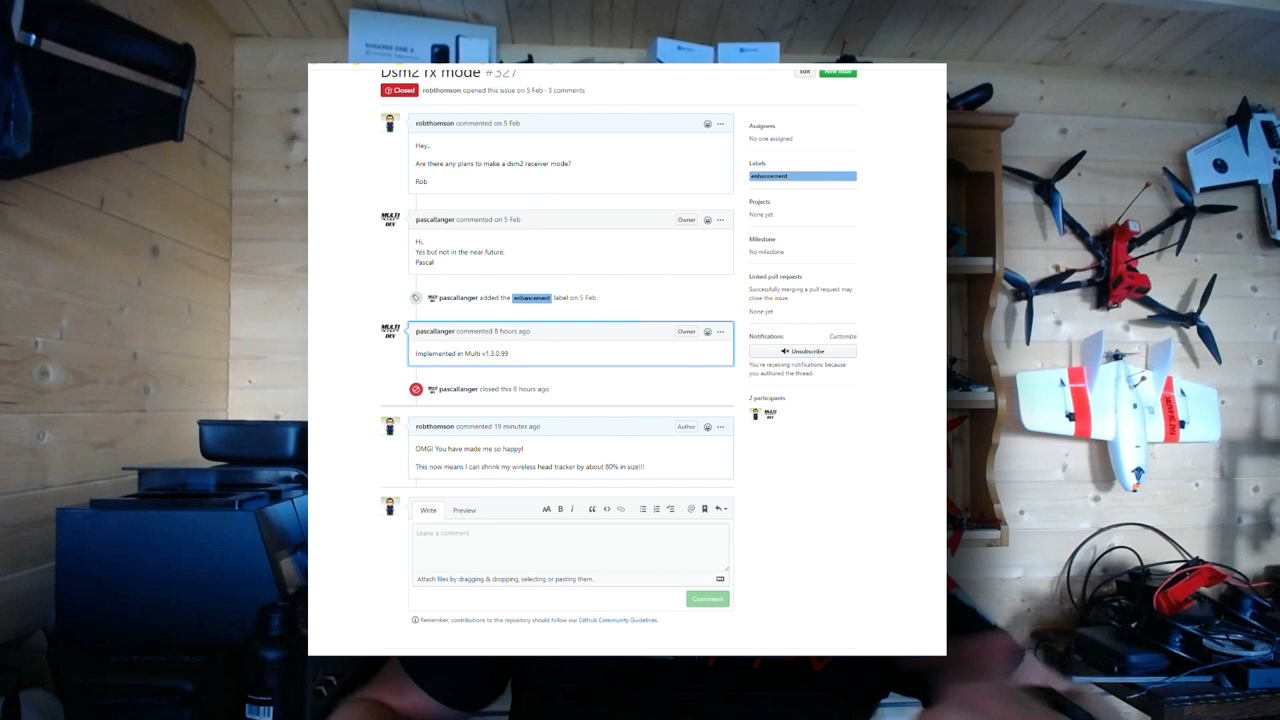 Dsm2 rx mode #327
Edit
New issue
Closed
robthomson opened this issue on 5 Feb · 3 comments
robthomson commented on 5 Feb
Hey..
Are there any plans to make a dsm2 receiver mode?
Rob
pascallanger commented on 5 Feb
Owner
Hi,
Yes but not in the near future.
Pascal
pascallanger added the enhancement label on 5 Feb
pascallanger commented 8 hours ago
Owner
Implemented in Multi v1.3.0.99
pascallanger closed this 8 hours ago
robthomson commented 19 minutes ago
Author
OMG! You have made me so happy!
This now means I can shrink my wireless head tracker by about 80% in size!!!
Write
Preview
Leave a comment
Attach files by dragging & dropping, selecting or pasting them.
Comment
Remember, contributions to this repository should follow our GitHub Community Guidelines.
Assignees
No one assigned
Labels
enhancement
Projects
None yet
Milestone
No milestone
Linked pull requests
Successfully merging a pull request may
close this issue.
None yet
Notifications
Customize
Unsubscribe
You're receiving notifications because
you authored the thread.
2 participants
MULTI
DEV
MULTI
DEV